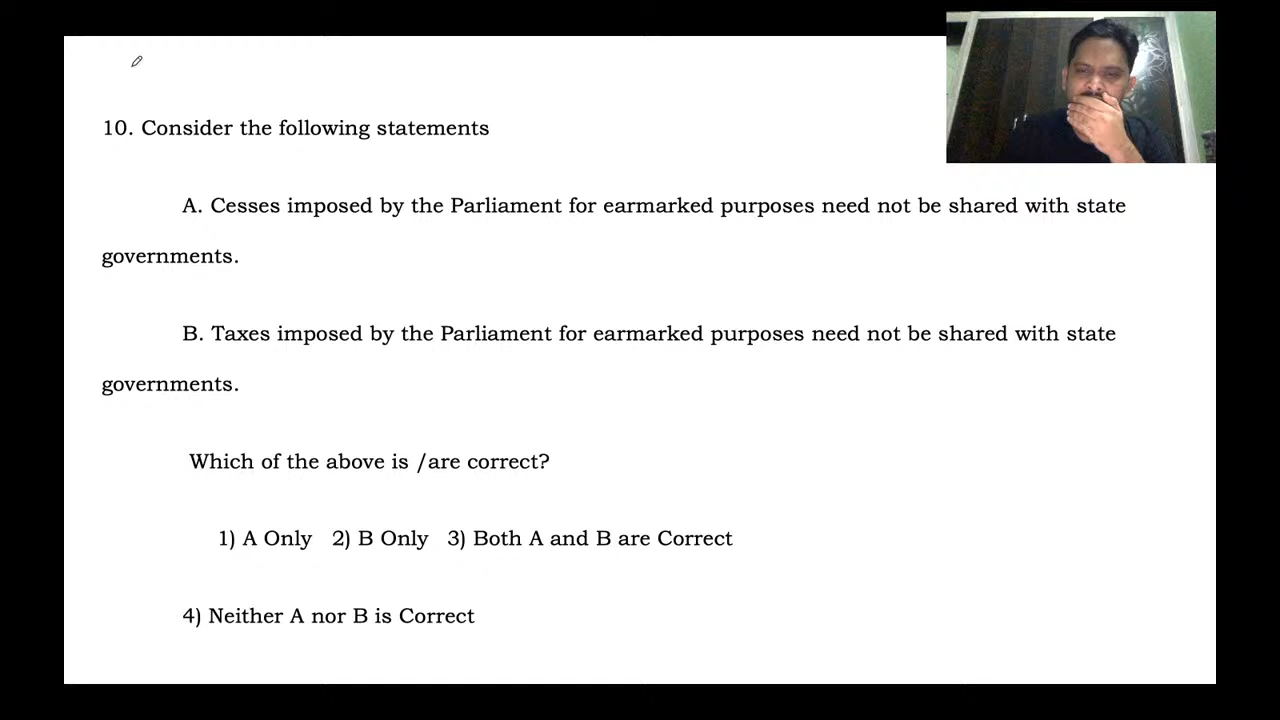 10. Consider the following statements
A. Cesses imposed by the Parliament for earmarked purposes need not be shared with state
governments.
B. Taxes imposed by the Parliament for earmarked purposes need not be shared with state
governments.
Which of the above is /are correct?
1) A Only 2) B Only 3) Both A and B are Correct
4) Neither A nor B is Correct